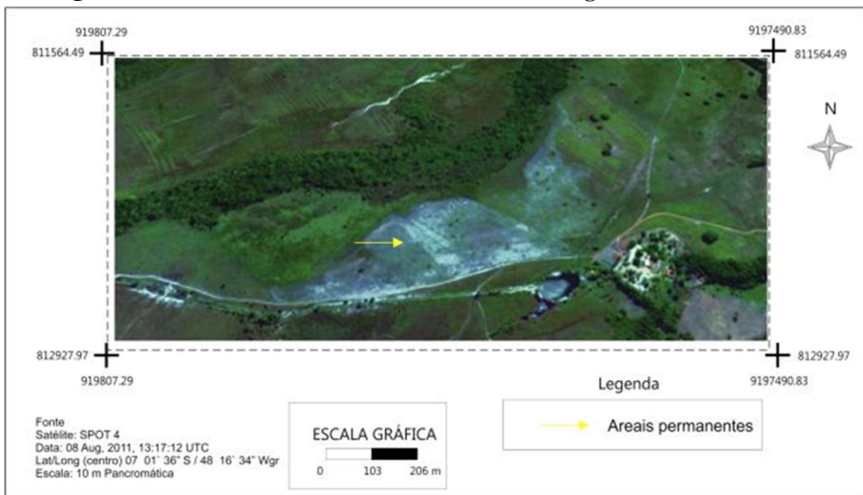 919807.29
9197490.83
811564.49
811564.49
N
812927.97
812927.97
919807.29
9197490.83
Legenda
Areais permanentes
ESCALA GRÁFICA
0 103 206 m
Fonte
Satélite: SPOT 4
Data: 08 Aug, 2011, 13:17:12 UTC
Lat/Long (centro) 07 01` 36" S / 48 16` 34" Wgr
Escala: 10 m Pancromática